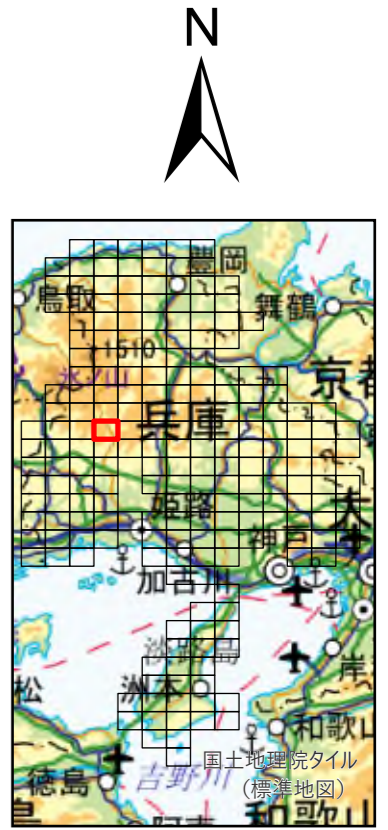 N
豊岡
鳥取
舞鶴
1510
氷ノ山
京都
兵庫
姫路
神戸
大
加古川
淡路島
岸
松
洲本
和歌山
国土地理院タイル
徳島
吉野川
(標準地図)
和歌山